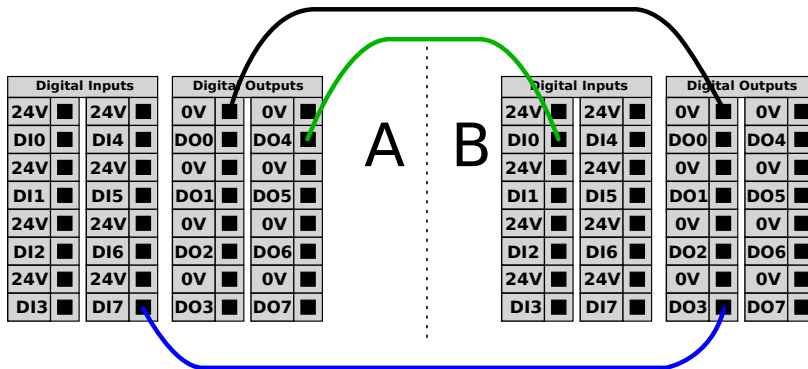 Digital Inputs Digital Outputs Digital Inputs Digital Outputs
24V 24V 0V 0V 24V 24V 0V 0V
DI0 DI4 DO0 DO4 A B DI0 DI4 DO0 DO4
24V 24V 0V 0V 24V 24V 0V 0V
DI1 DI5 DO1 DO5 DI1 DI5 DO1 DO5
24V 24V 0V 0V 24V 24V 0V 0V
DI2 DI6 DO2 DO6 DI2 DI6 DO2 DO6
24V 24V 0V 0V 24V 24V 0V 0V
DI3 DI7 DO3 DO7 DI3 DI7 DO3 DO7